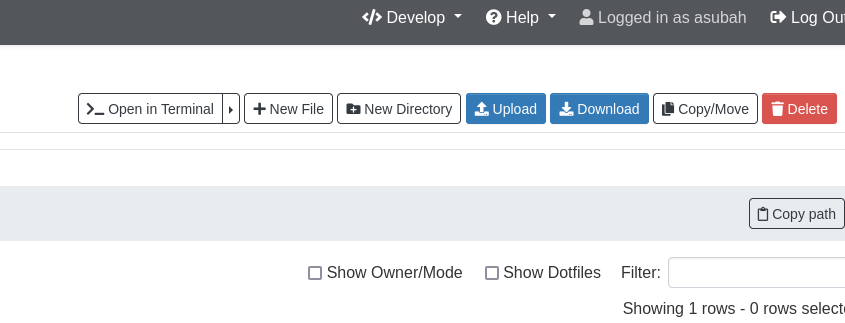 Develop Help Logged in as asubah Log Out
Open in Terminal New File New Directory Upload Download Copy/Move Delete
Copy path
Show Owner/Mode Show Dotfiles Filter:
Showing 1 rows - 0 rows